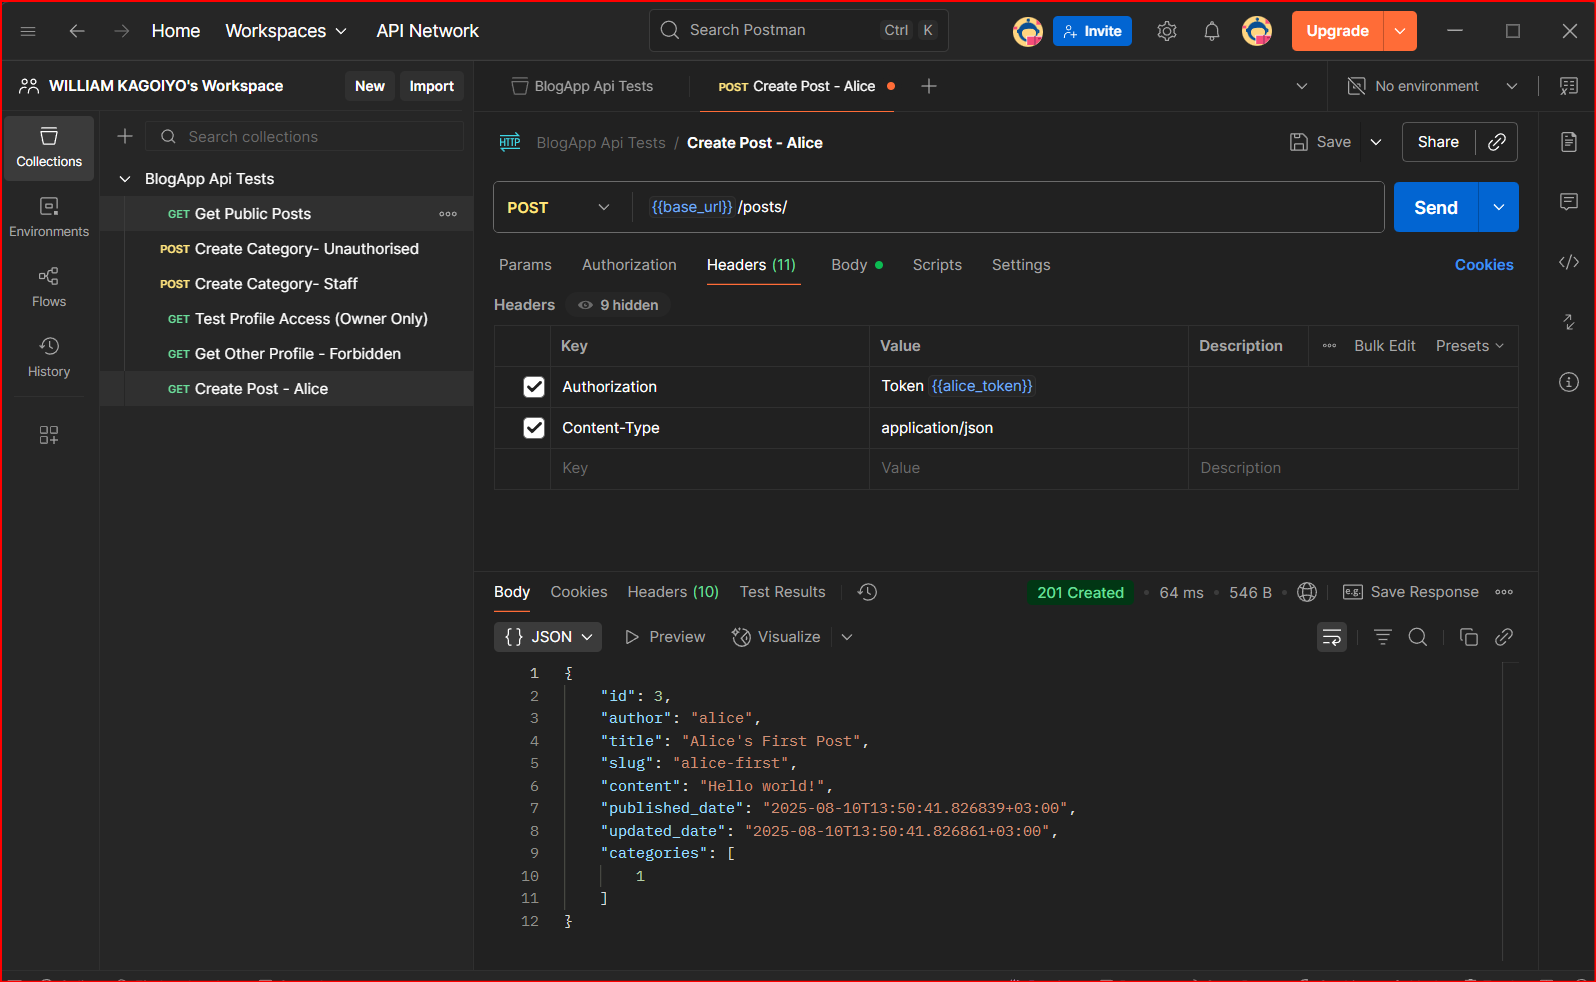 Home
Workspaces
API Network
Search Postman
Ctrl K
Invite
Upgrade
WILLIAM KAGOIYO's Workspace
New
Import
BlogApp Api Tests
POST Create Post - Alice
No environment
Collections
Environments
Flows
History
Search collections
BlogApp Api Tests
GET Get Public Posts
POST Create Category- Unauthorised
POST Create Category- Staff
GET Test Profile Access (Owner Only)
GET Get Other Profile - Forbidden
GET Create Post - Alice
HTTP BlogApp Api Tests / Create Post - Alice
Save
Share
POST {{base_url}}/posts/
Send
Params Authorization Headers (11) Body Scripts Settings
Cookies
Headers 9 hidden
Key Value Description Bulk Edit Presets
Authorization Token {{alice_token}}
Content-Type application/json
Key Value Description
Body Cookies Headers (10) Test Results
201 Created • 64 ms • 546 B
e.g. Save Response
{} JSON Preview Visualize
1 {
2 "id": 3,
3 "author": "alice",
4 "title": "Alice's First Post",
5 "slug": "alice-first",
6 "content": "Hello world!",
7 "published_date": "2025-08-10T13:50:41.826839+03:00",
8 "updated_date": "2025-08-10T13:50:41.826861+03:00",
9 "categories": [
10 1
11 ]
12 }